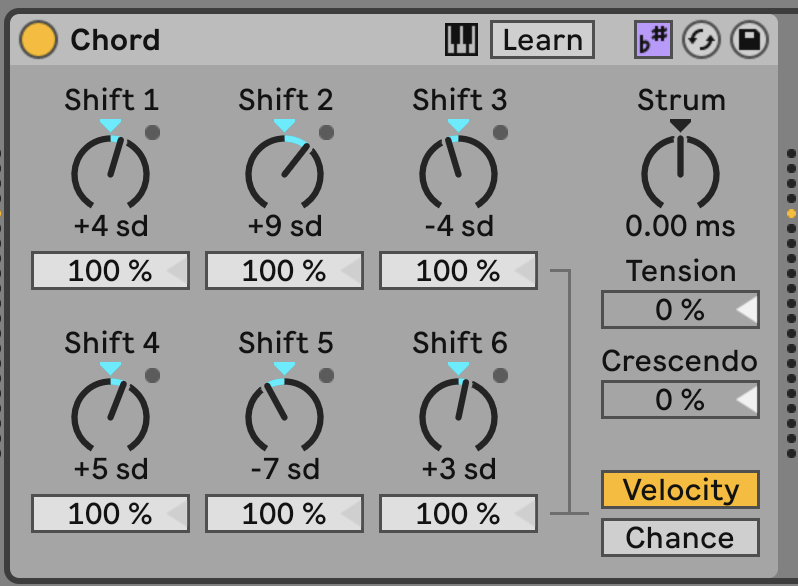 Chord
Learn
b#
Shift 1
Shift 2
Shift 3
Strum
+4 sd
+9 sd
-4 sd
0.00 ms
100 %
100 %
100 %
Tension
0 %
Shift 4
Shift 5
Shift 6
Crescendo
0 %
+5 sd
-7 sd
+3 sd
Velocity
100 %
100 %
100 %
Chance